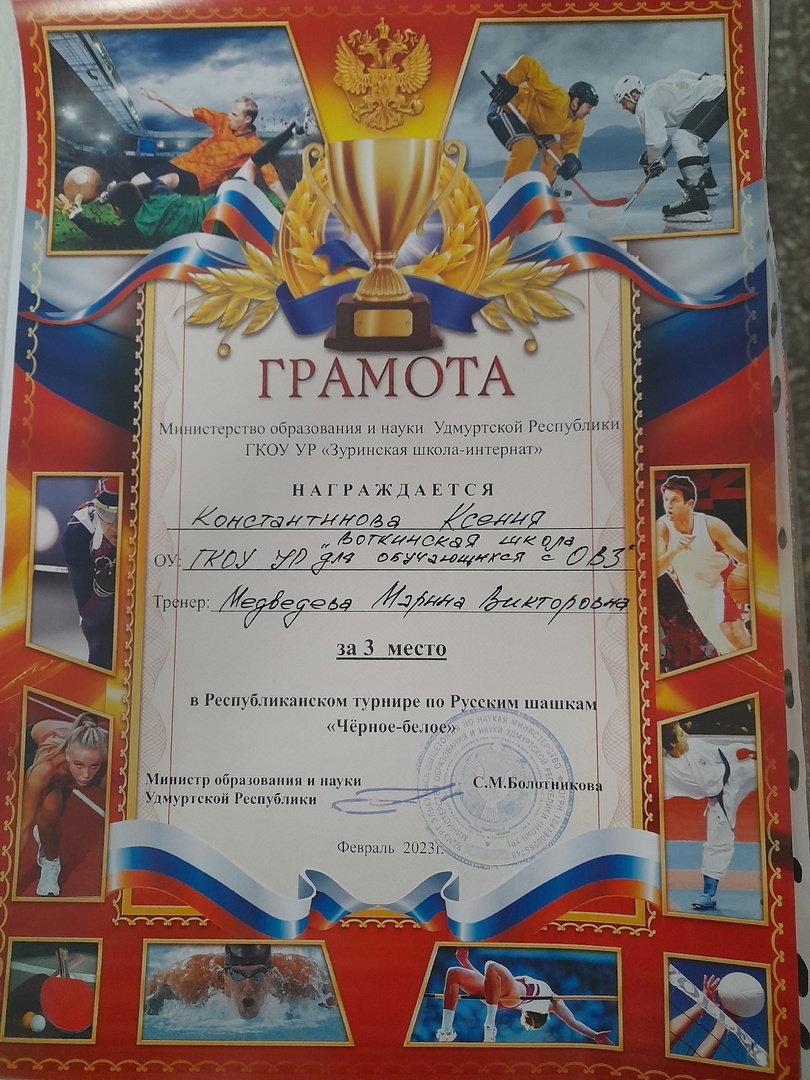 ГРАМОТА
Министерство образования и науки Удмуртской Республики
ГКОУ УР «Зуринская школа-интернат»
НАГРАЖДАЕТСЯ
Константинова Ксения
"Воткинская школа
ОУ: ГКОУ УР для обучающихся с ОВЗ"
Тренер: Медведева Марина Викторовна
за 3 место
в Республиканском турнире по Русским шашкам
«Чёрное-белое»
Министр образования и науки
Удмуртской Республики
С.М.Болотникова
Февраль 2023г.